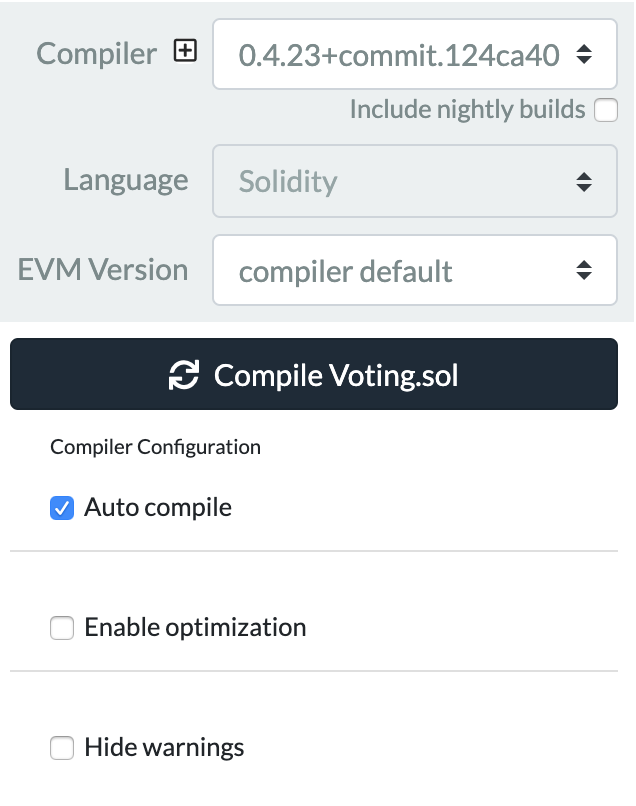 Compiler 0.4.23+commit.124ca40
Include nightly builds
Language Solidity
EVM Version compiler default
Compile Voting.sol
Compiler Configuration
Auto compile
Enable optimization
Hide warnings